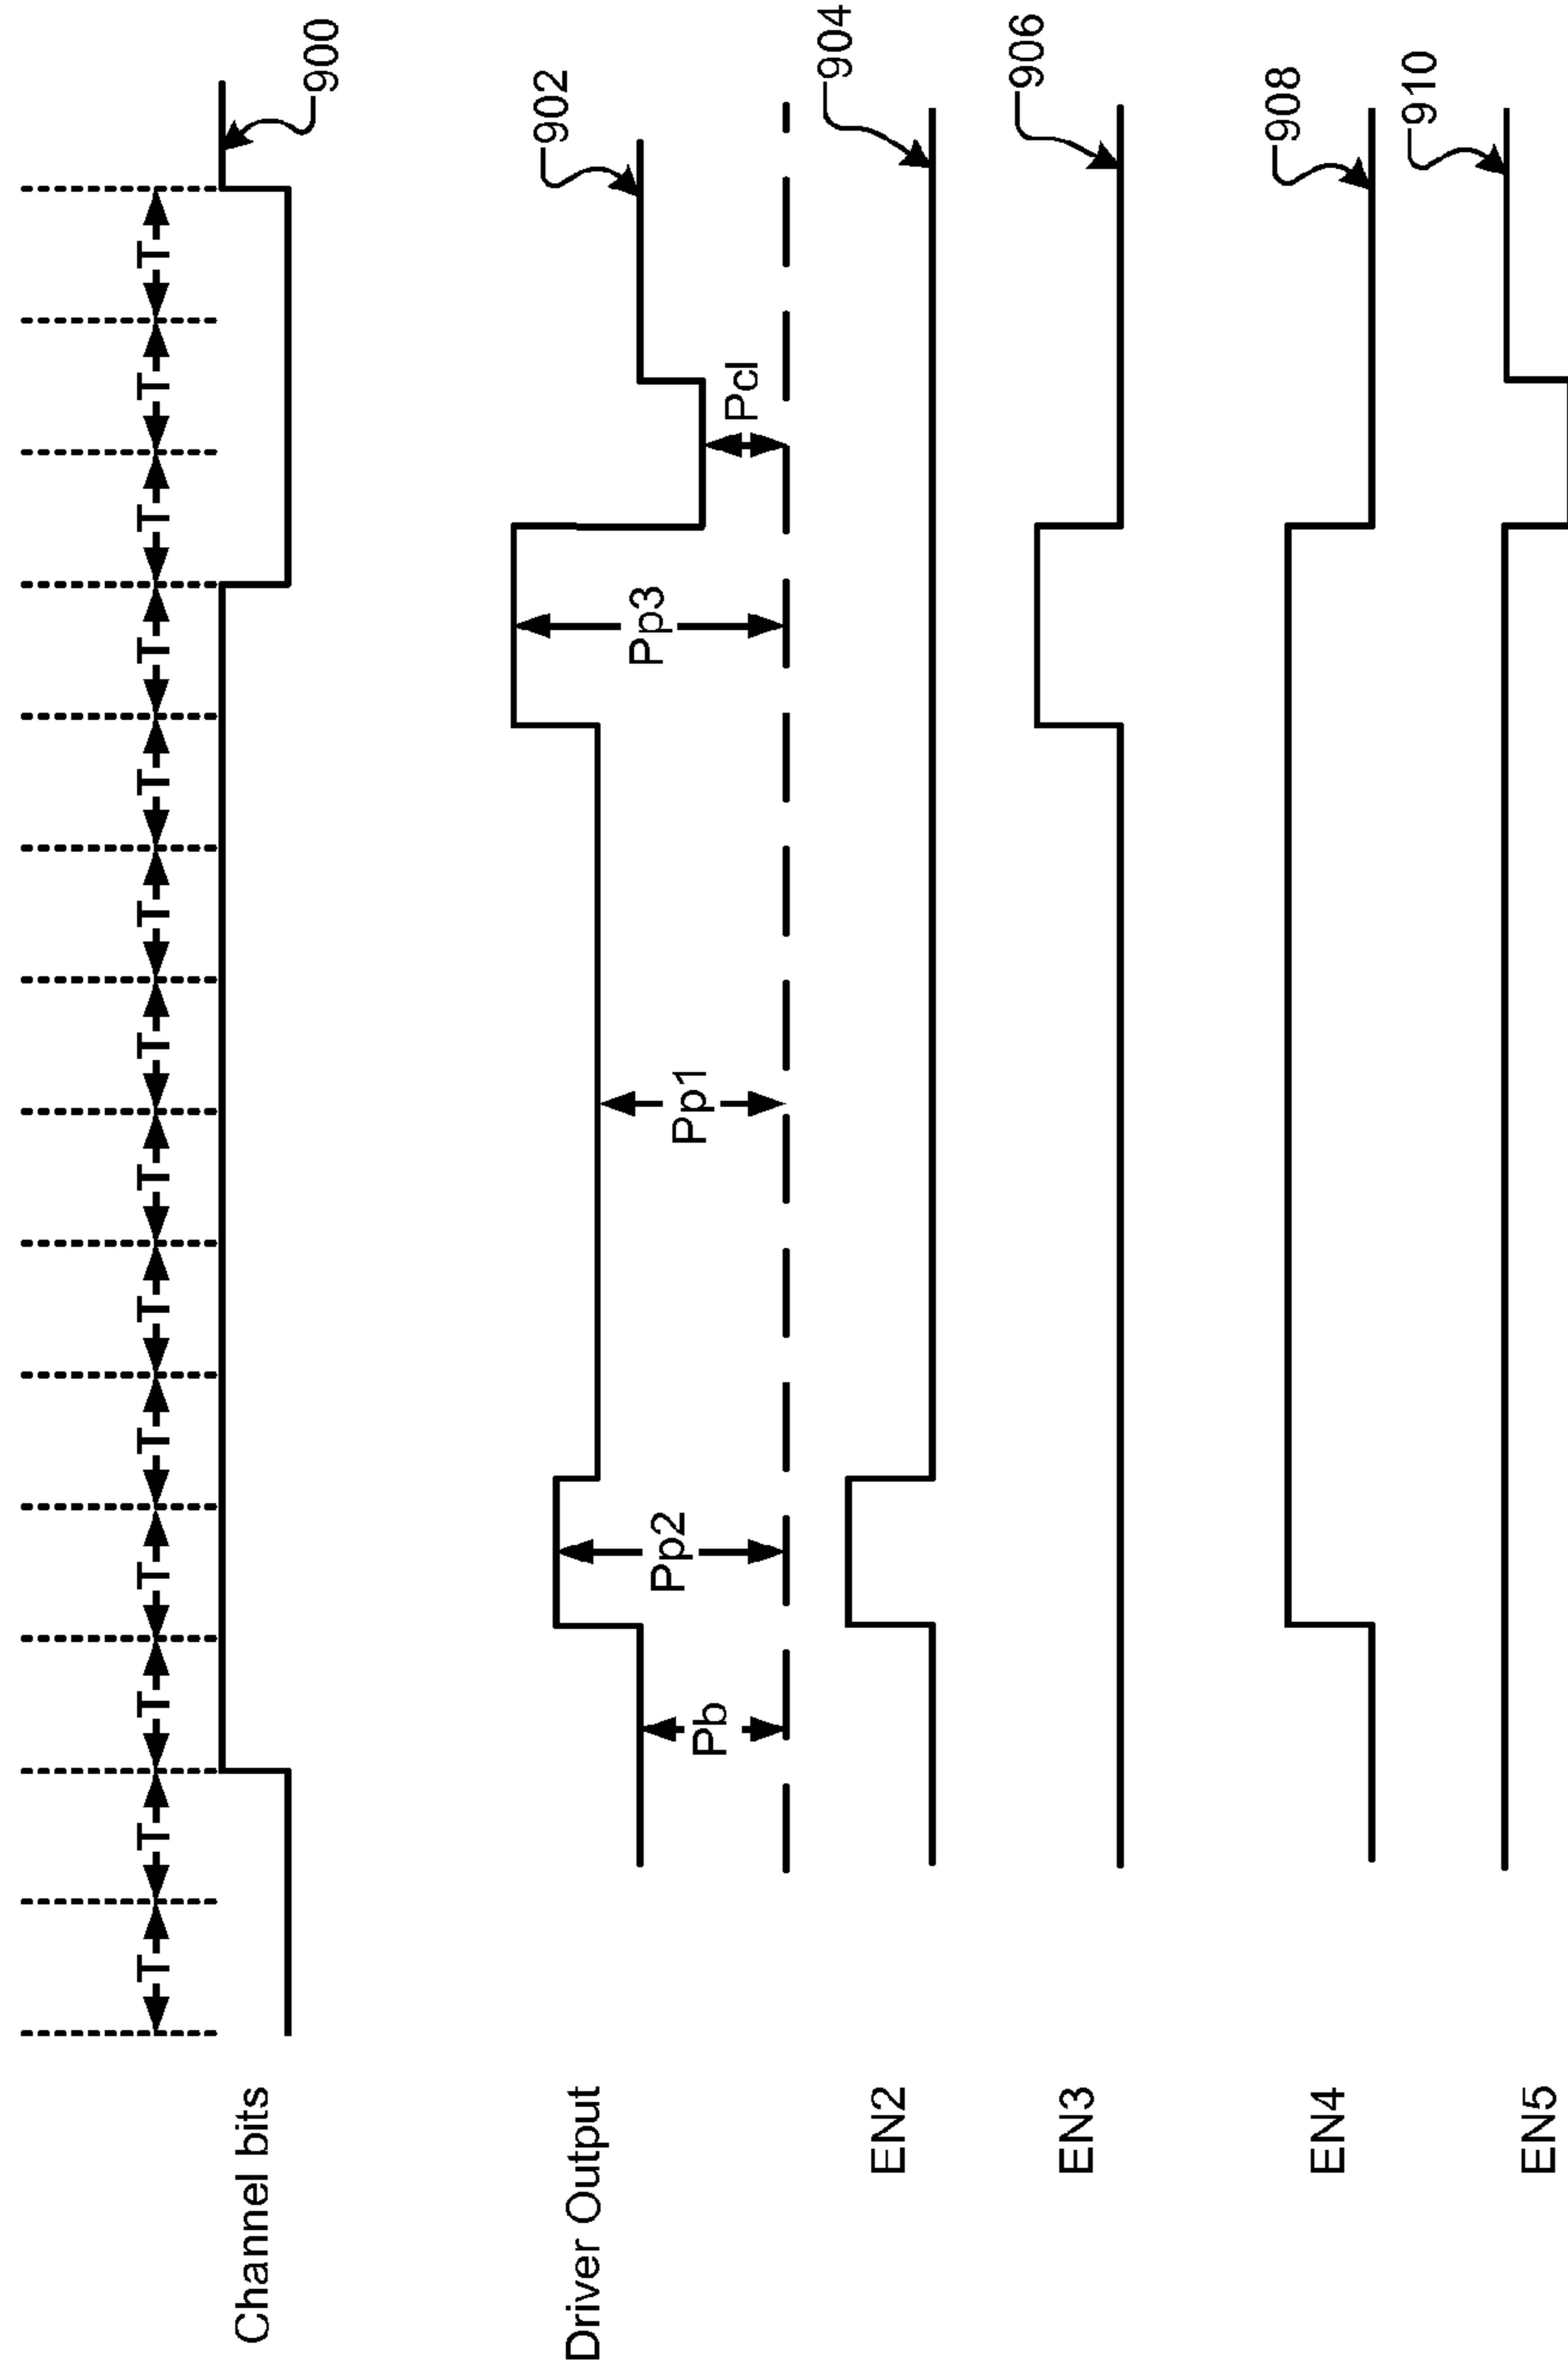 T T T T T T T T T T T T T T
Channel bits
900
Driver Output
902
Pb
Pp2
Pp1
Pp3
Pcl
EN2
904
EN3
906
EN4
908
EN5
910